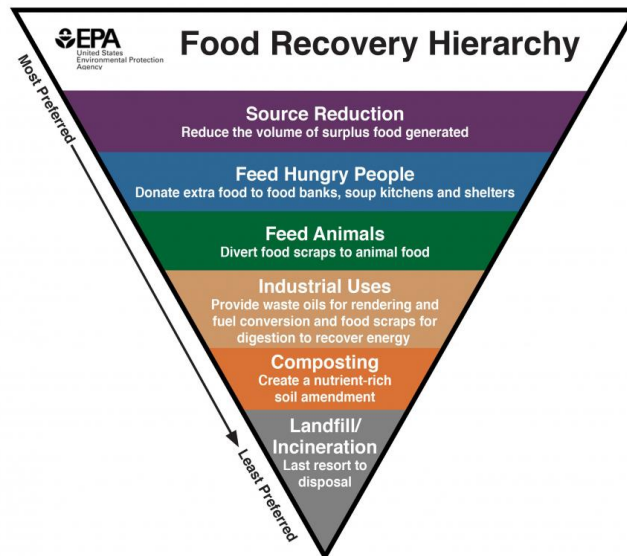 EPA
United States
Environmental Protection
Agency
Food Recovery Hierarchy
Most Preferred
Source Reduction
Reduce the volume of surplus food generated
Feed Hungry People
Donate extra food to food banks, soup kitchens and shelters
Feed Animals
Divert food scraps to animal food
Industrial Uses
Provide waste oils for rendering and
fuel conversion and food scraps for
digestion to recover energy
Composting
Create a nutrient-rich
soil amendment
Landfill/
Incineration
Last resort to
disposal
Least Preferred